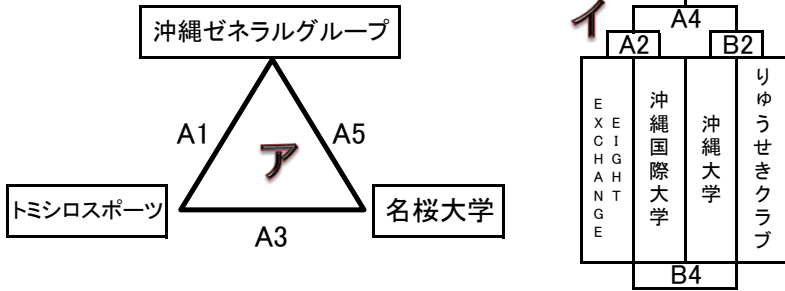 沖縄ゼネラルグループ
A1
ア
A5
トミシロスポーツ
A3
名桜大学
イ
A4
A2
B2
EXCHANGE
EIGHT
沖縄国際大学
沖縄大学
りゅうせきクラブ
B4